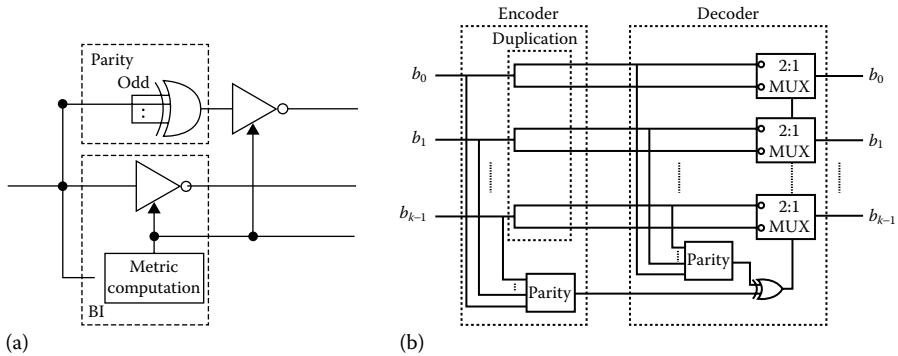 Parity
Odd
Metric
computation
BI
(a)
Encoder
Decoder
Duplication
b0
2:1
MUX
b0
b1
2:1
MUX
b1
bk−1
2:1
MUX
bk−1
Parity
Parity
(b)